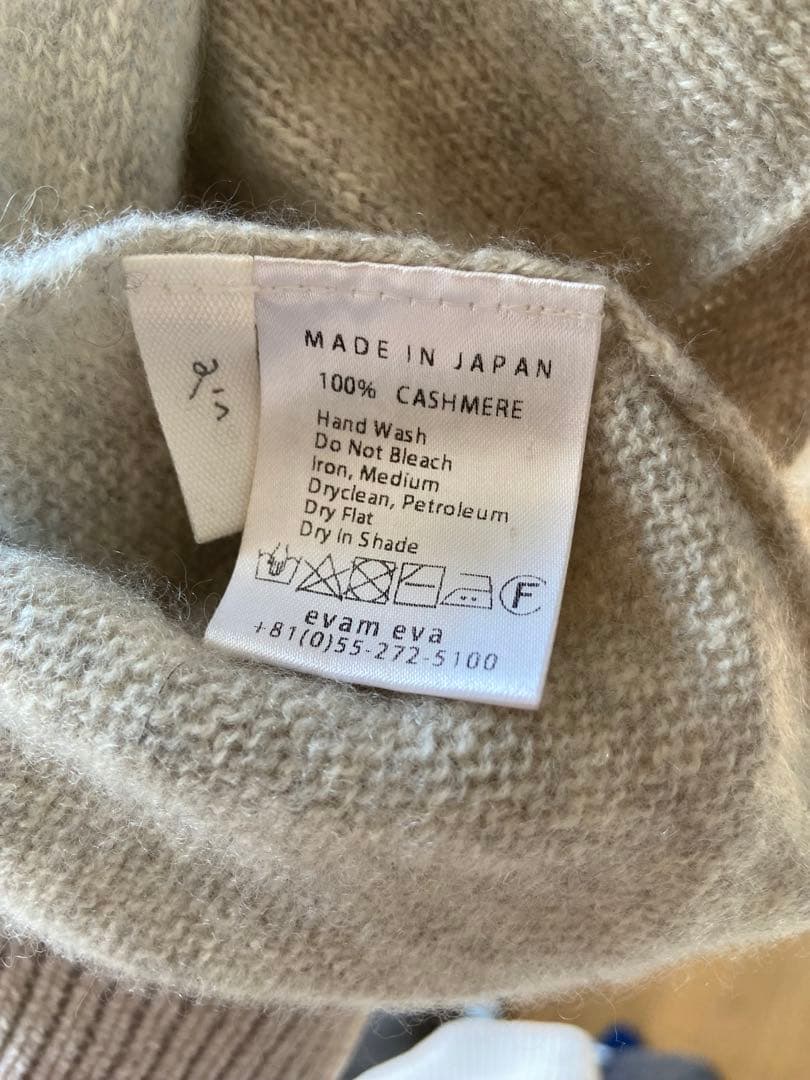 MADE IN JAPAN
100% CASHMERE
Hand Wash
Do Not Bleach
Iron, Medium
Dryclean, Petroleum
Dry Flat
Dry in Shade
F
evam eva
+81(0)55-272-5100